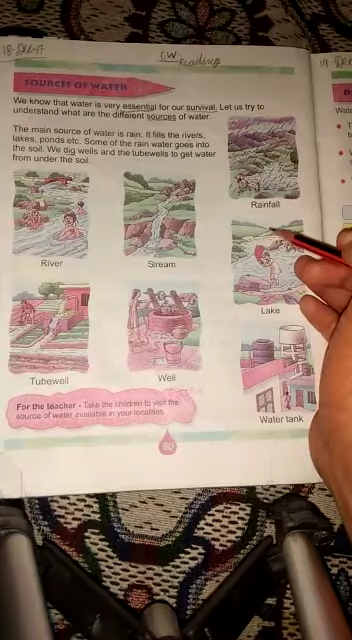 C.W Reading
SOURCES OF WATER
We know that water is very essential for our survival. Let us try to
understand what are the different sources of water.
The main source of water is rain. It fills the rivers,
lakes, ponds etc. Some of the rain water goes into
the soil. We dig wells and the tubewells to get water
from under the soil.
Rainfall
River
Stream
Lake
Tubewell
Well
Water tank
For the teacher - Take the children to visit the
source of water available in your localities.
80